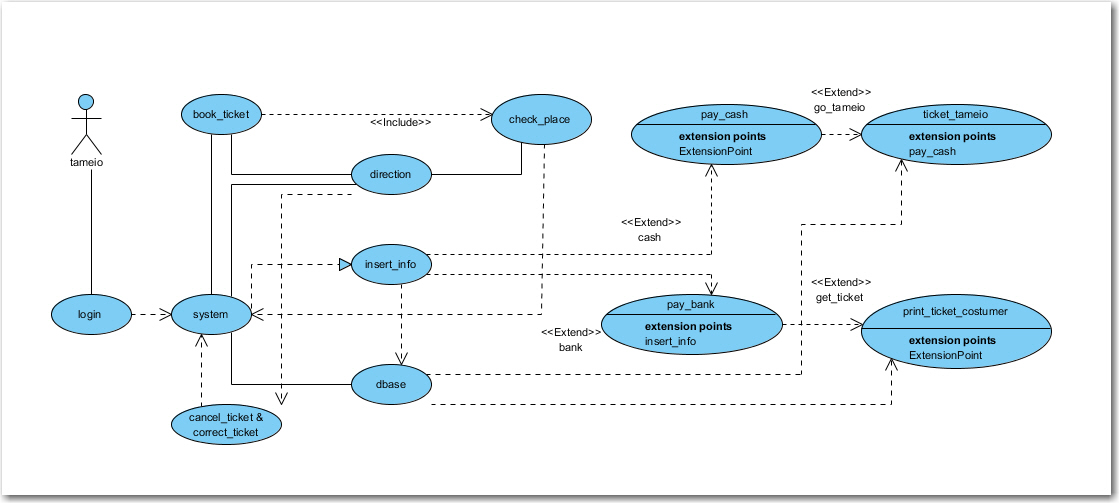 tameio
book_ticket
<<Include>>
check_place
direction
insert_info
login
system
dbase
cancel_ticket &
correct_ticket
<<Extend>>
cash
<<Extend>>
bank
pay_cash
extension points
ExtensionPoint
<<Extend>>
go_tameio
ticket_tameio
extension points
pay_cash
pay_bank
extension points
insert_info
<<Extend>>
get_ticket
print_ticket_costumer
extension points
ExtensionPoint